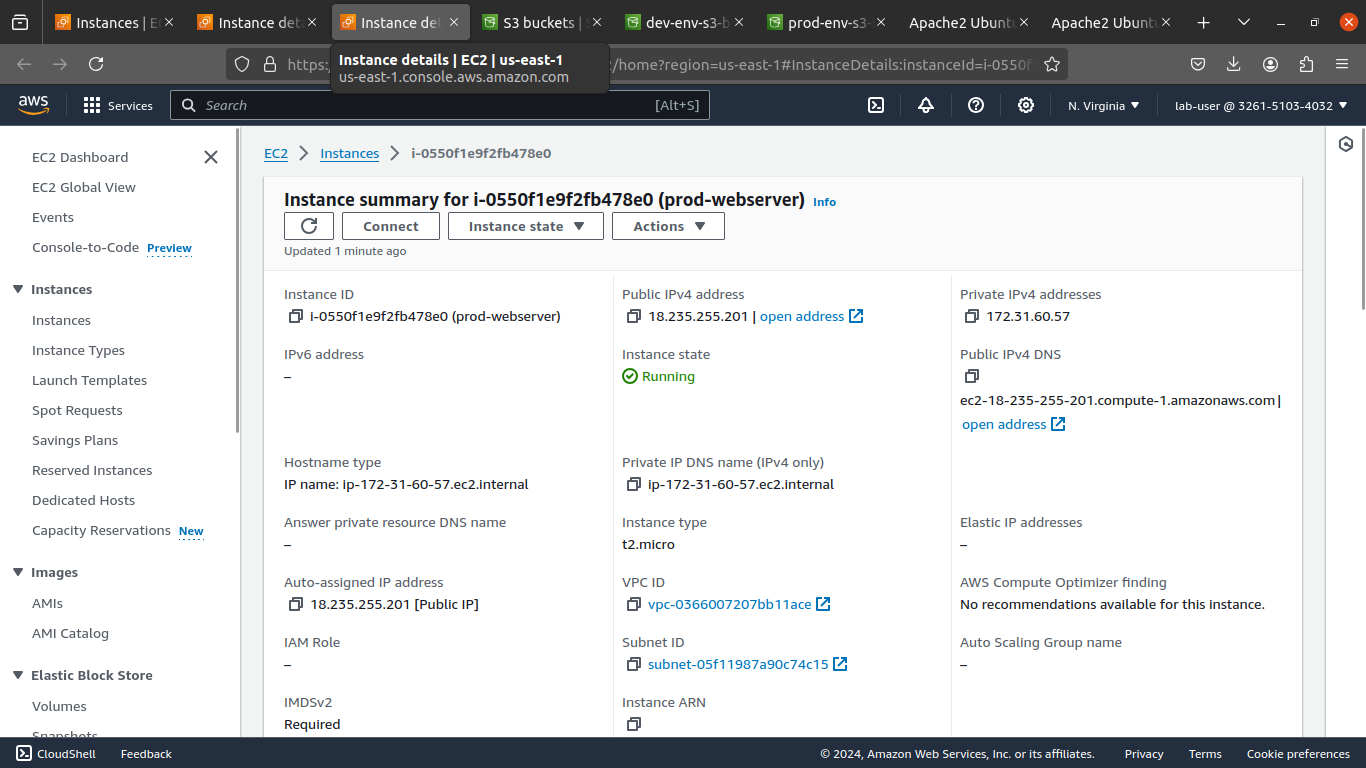 Instances | E
Instance det
Instance det
S3 buckets | S
dev-env-s3-b
prod-env-s3-
Apache2 Ubunt
Apache2 Ubunt
https:
/home?region=us-east-1#InstanceDetails:instanceId=i-0550f
Instance details | EC2 | us-east-1
us-east-1.console.aws.amazon.com
aws
Services
Search
[Alt+S]
N. Virginia
lab-user @ 3261-5103-4032
EC2 Dashboard
EC2 Global View
Events
Console-to-Code Preview
Instances
Instances
Instance Types
Launch Templates
Spot Requests
Savings Plans
Reserved Instances
Dedicated Hosts
Capacity Reservations New
Images
AMIs
AMI Catalog
Elastic Block Store
Volumes
Snapshots
EC2
Instances
i-0550f1e9f2fb478e0
Instance summary for i-0550f1e9f2fb478e0 (prod-webserver) Info
Connect
Instance state
Actions
Updated 1 minute ago
Instance ID
i-0550f1e9f2fb478e0 (prod-webserver)
Public IPv4 address
18.235.255.201 | open address
Private IPv4 addresses
172.31.60.57
IPv6 address
–
Instance state
Running
Public IPv4 DNS
ec2-18-235-255-201.compute-1.amazonaws.com |
open address
Hostname type
IP name: ip-172-31-60-57.ec2.internal
Private IP DNS name (IPv4 only)
ip-172-31-60-57.ec2.internal
Answer private resource DNS name
–
Instance type
t2.micro
Elastic IP addresses
–
Auto-assigned IP address
18.235.255.201 [Public IP]
VPC ID
vpc-0366007207bb11ace
AWS Compute Optimizer finding
No recommendations available for this instance.
IAM Role
–
Subnet ID
subnet-05f11987a90c74c15
Auto Scaling Group name
–
IMDSv2
Required
Instance ARN
CloudShell
Feedback
© 2024, Amazon Web Services, Inc. or its affiliates.
Privacy
Terms
Cookie preferences